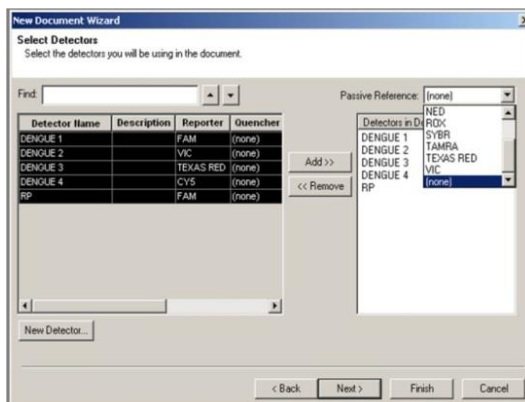 New Document Wizard
Select Detectors
Select the detectors you will be using in the document.
Find:
Passive Reference: (none)
NED
ROX
SYBR
TAMRA
TEXAS RED
VIC
(none)
Detector Name Description Reporter Quencher
DENGUE 1 FAM (none)
DENGUE 2 VIC (none)
DENGUE 3 TEXAS RED (none)
DENGUE 4 CY5 (none)
RP FAM (none)
Add >>
<< Remove
Detectors in D
DENGUE 1
DENGUE 2
DENGUE 3
DENGUE 4
RP
New Detector...
< Back Next > Finish Cancel